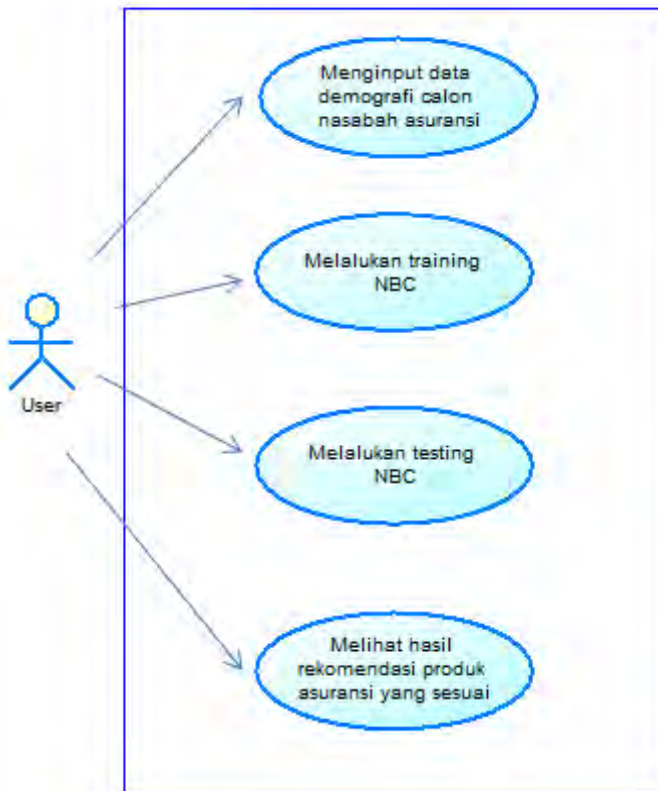 Menginput data
demografi calon
nasabah asuransi
Melalukan training
NBC
User
Melalukan testing
NBC
Melihat hasil
rekomendasi produk
asuransi yang sesuai